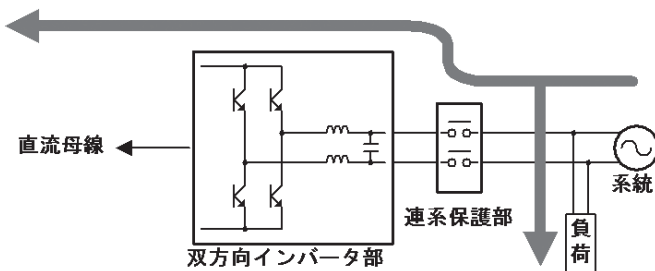 直流母線
系統
連系保護部
負荷
双方向インバータ部